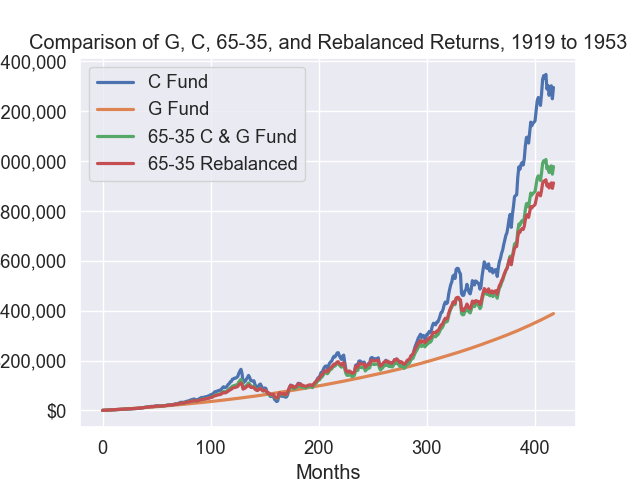 Comparison of G, C, 65-35, and Rebalanced Returns, 1919 to 1953
C Fund
G Fund
65-35 C & G Fund
65-35 Rebalanced
400,000
200,000
000,000
800,000
600,000
400,000
200,000
$0
0 100 200 300 400
Months